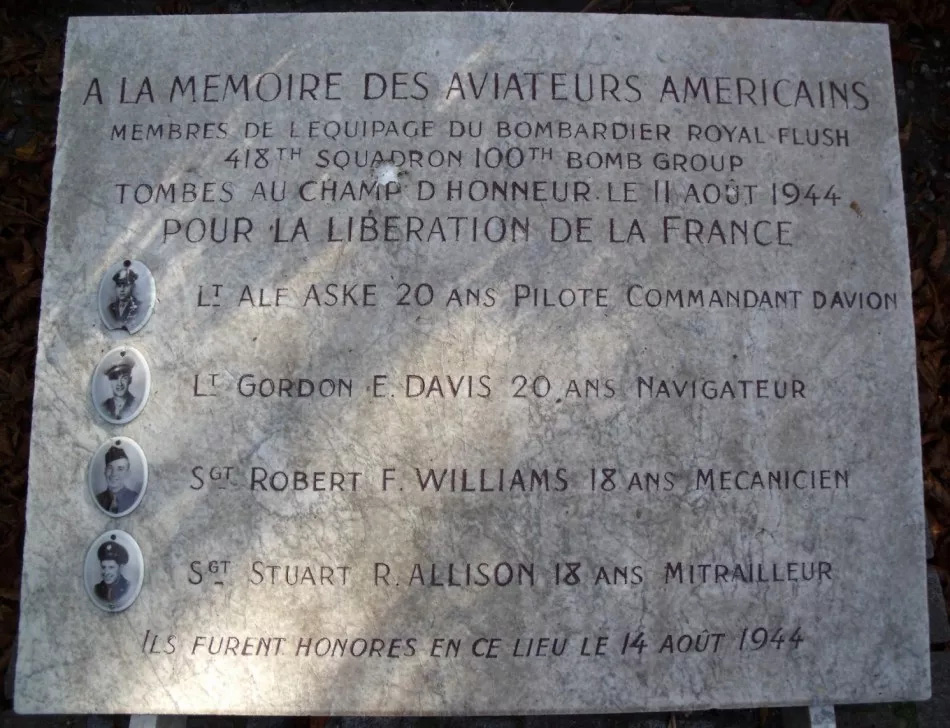 A LA MEMOIRE DES AVIATEURS AMERICAINS
MEMBRES DE L'EQUIPAGE DU BOMBARDIER ROYAL FLUSH
418TH SQUADRON 100TH BOMB GROUP
TOMBES AU CHAMP D HONNEUR LE 11 AOÛT 1944
POUR LA LIBÉRATION DE LA FRANCE
LT ALF ASKE 20 ANS PILOTE COMMANDANT DAVION
LT GORDON E. DAVIS 20 ANS NAVIGATEUR
SGT ROBERT F. WILLIAMS 18 ANS MECANICIEN
SGT STUART R. ALLISON 18 ANS MITRAILLEUR
ILS FURENT HONORES EN CE LIEU LE 14 AOÛT 1944